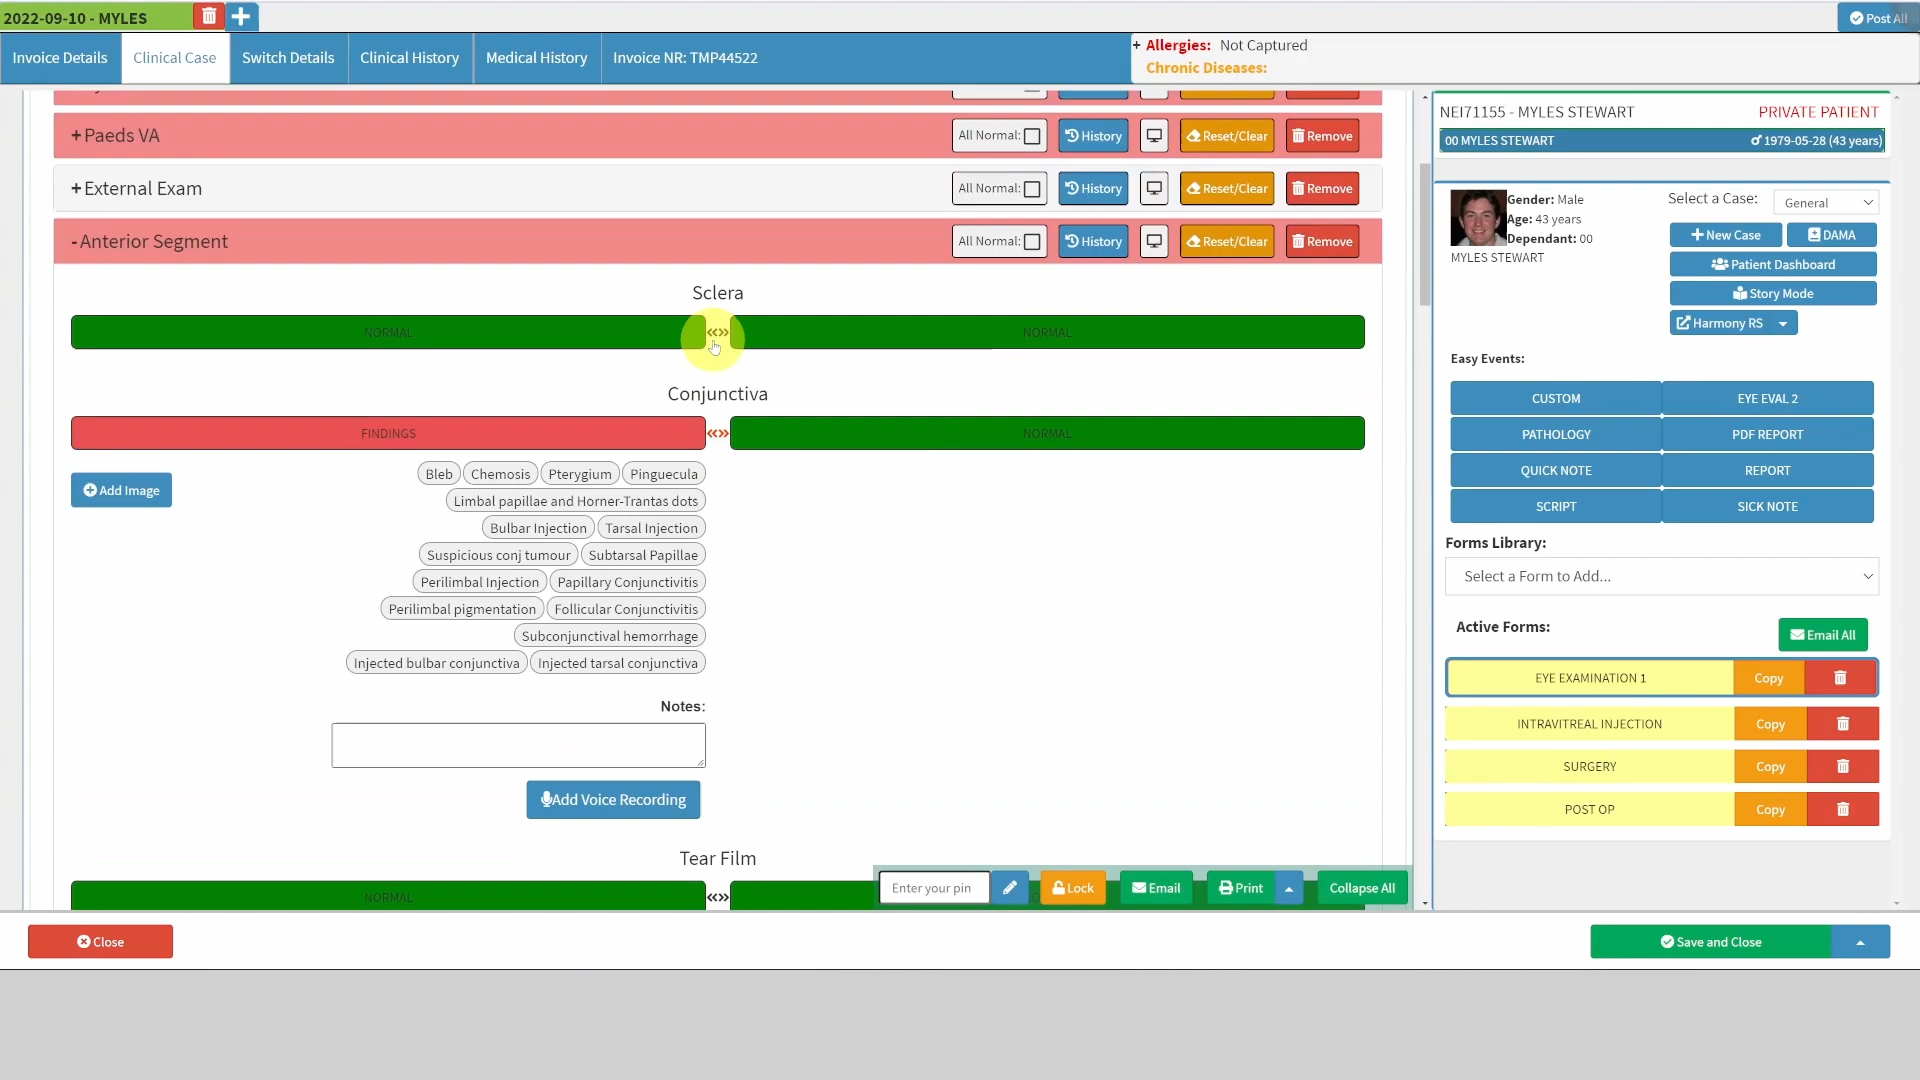 2022-09-10 - MYLES
Post All
Invoice Details
Clinical Case
Switch Details
Clinical History
Medical History
Invoice NR: TMP44522
+ Allergies: Not Captured
Chronic Diseases:
+Paeds VA
All Normal:
History
Reset/Clear
Remove
+External Exam
All Normal:
History
Reset/Clear
Remove
-Anterior Segment
All Normal:
History
Reset/Clear
Remove
Sclera
NORMAL
«»
NORMAL
Conjunctiva
FINDINGS
«»
NORMAL
Add Image
Bleb Chemosis Pterygium Pinguecula
Limbal papillae and Horner-Trantas dots
Bulbar Injection Tarsal Injection
Suspicious conj tumour Subtarsal Papillae
Perilimbal Injection Papillary Conjunctivitis
Perilimbal pigmentation Follicular Conjunctivitis
Subconjunctival hemorrhage
Injected bulbar conjunctiva Injected tarsal conjunctiva
Notes:
Add Voice Recording
Tear Film
NORMAL
«»
Enter your pin
Lock
Email
Print
Collapse All
NEI71155 - MYLES STEWART
PRIVATE PATIENT
00 MYLES STEWART
1979-05-28 (43 years)
Gender: Male
Age: 43 years
Dependant: 00
MYLES STEWART
Select a Case:
General
New Case
DAMA
Patient Dashboard
Story Mode
Harmony RS
Easy Events:
CUSTOM
EYE EVAL 2
PATHOLOGY
PDF REPORT
QUICK NOTE
REPORT
SCRIPT
SICK NOTE
Forms Library:
Select a Form to Add...
Active Forms:
Email All
EYE EXAMINATION 1
Copy
INTRAVITREAL INJECTION
Copy
SURGERY
Copy
POST OP
Copy
Close
Save and Close